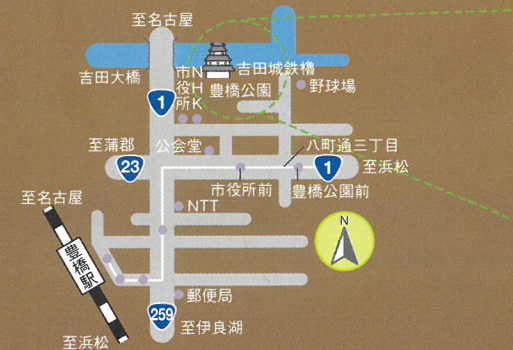 至名古屋
吉田大橋
市役所
NHK
吉田城鉄櫓
豊橋公園
野球場
1
至蒲郡
23
公会堂
八町通三丁目
1
至浜松
市役所前
豊橋公園前
至名古屋
NTT
N
豊橋駅
郵便局
259
至伊良湖
至浜松